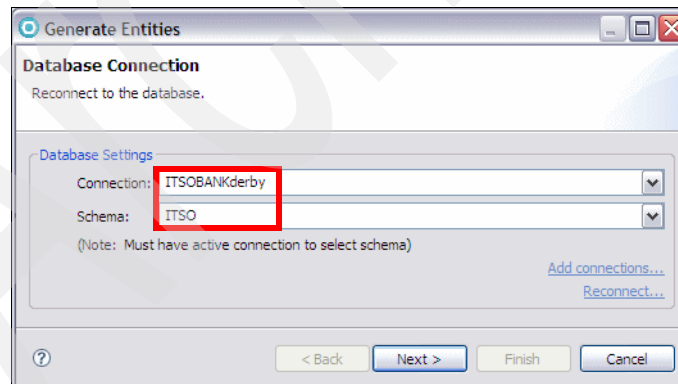 Generate Entities
Database Connection
Reconnect to the database.
Database Settings
Connection: ITSOBANKderby
Schema: ITSO
(Note: Must have active connection to select schema)
Add connections...
Reconnect...
< Back Next > Finish Cancel